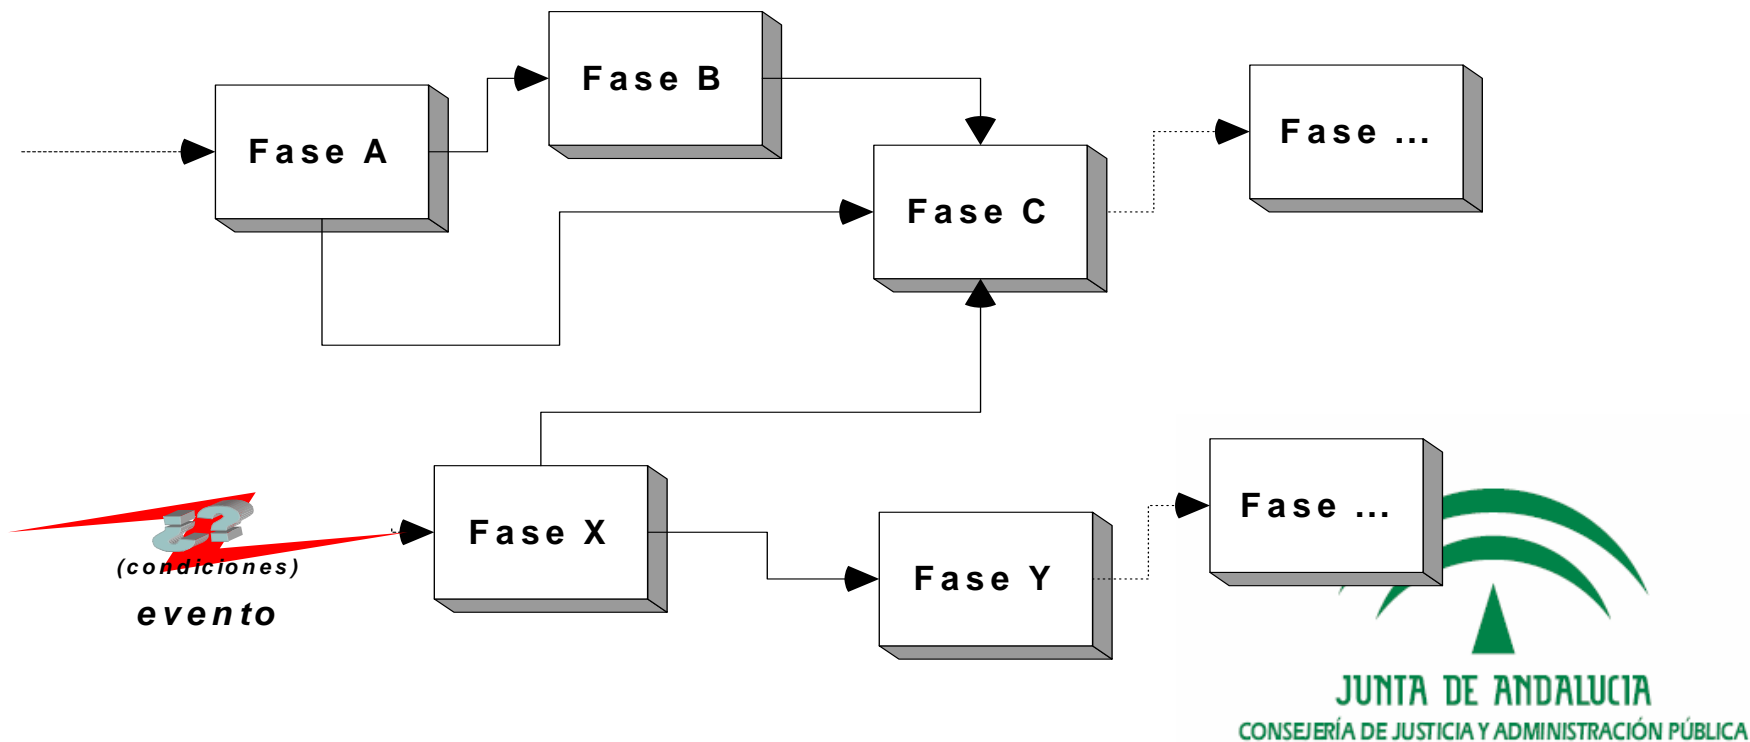 Fase B
Fase A
Fase ...
Fase C
Fase X
Fase ...
¿?
(condiciones)
evento
Fase Y
JUNTA DE ANDALUCIA
CONSEJERÍA DE JUSTICIA Y ADMINISTRACIÓN PÚBLICA